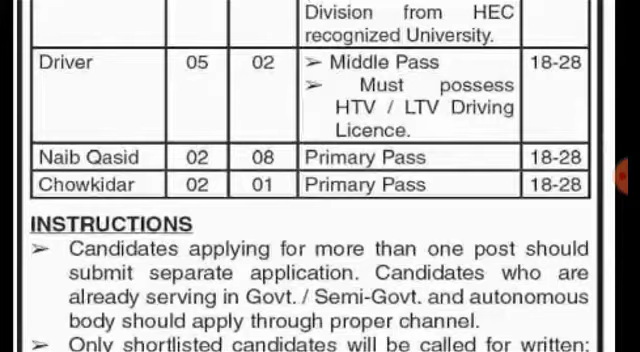 Division from HEC
recognized University.
Driver 05 02 ➢ Middle Pass 18-28
➢ Must possess
HTV / LTV Driving
Licence.
Naib Qasid 02 08 Primary Pass 18-28
Chowkidar 02 01 Primary Pass 18-28
INSTRUCTIONS
➢ Candidates applying for more than one post should
submit separate application. Candidates who are
already serving in Govt. / Semi-Govt. and autonomous
body should apply through proper channel.
➢ Only shortlisted candidates will be called for written;